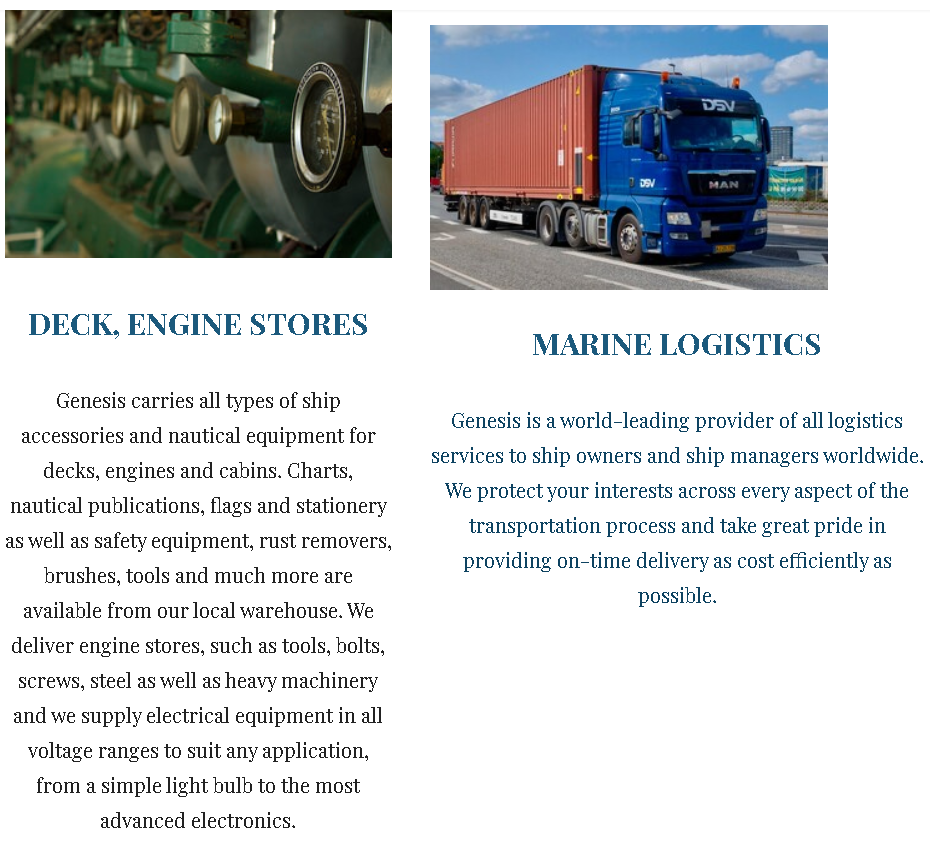 DSV
DSV
MAN
DECK, ENGINE STORES
Genesis carries all types of ship
accessories and nautical equipment for
decks, engines and cabins. Charts,
nautical publications, flags and stationery
as well as safety equipment, rust removers,
brushes, tools and much more are
available from our local warehouse. We
deliver engine stores, such as tools, bolts,
screws, steel as well as heavy machinery
and we supply electrical equipment in all
voltage ranges to suit any application,
from a simple light bulb to the most
advanced electronics.
MARINE LOGISTICS
Genesis is a world-leading provider of all logistics
services to ship owners and ship managers worldwide.
We protect your interests across every aspect of the
transportation process and take great pride in
providing on-time delivery as cost efficiently as
possible.